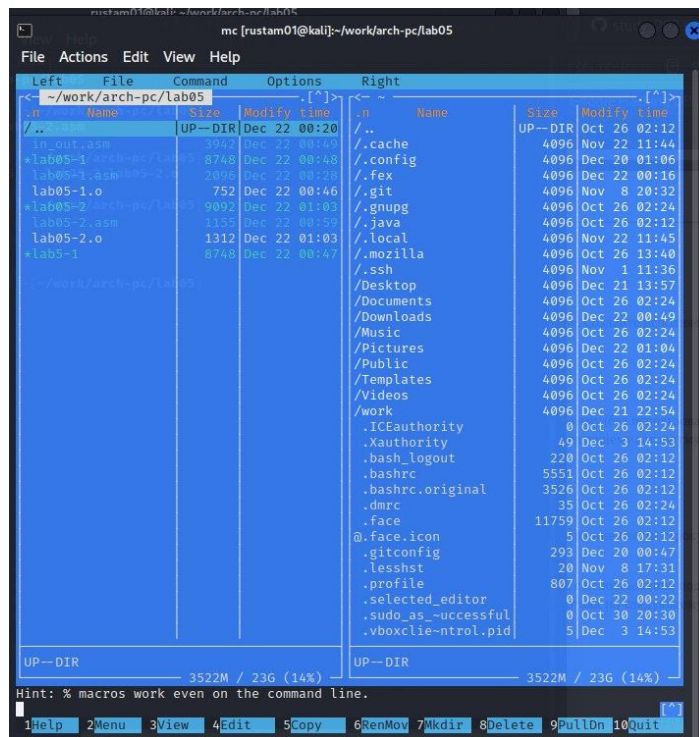 mc [rustam01@kali]:~/work/arch-pc/lab05
File Actions Edit View Help
Left File Command Options Right
~/work/arch-pc/lab05 .[^]>
<- ~ .[^]>
.n Name Size Modify time
/.. UP--DIR Dec 22 00:20
in_out.asm 3942 Dec 22 00:49
*lab05-1 8748 Dec 22 00:48
lab05-1.asm 2096 Dec 22 00:28
lab05-1.o 752 Dec 22 00:46
*lab05-2 9092 Dec 22 01:03
lab05-2.asm 1155 Dec 22 00:59
lab05-2.o 1312 Dec 22 01:03
*lab5-1 8748 Dec 22 00:47
UP--DIR
3522M / 23G (14%)
.n Name Size Modify time
/.. UP--DIR Oct 26 02:12
/.cache 4096 Nov 22 11:44
/.config 4096 Dec 20 01:06
/.fex 4096 Dec 22 00:16
/.git 4096 Nov 8 20:32
/.gnupg 4096 Oct 26 02:24
/.java 4096 Oct 26 02:12
/.local 4096 Nov 22 11:45
/.mozilla 4096 Oct 26 13:40
/.ssh 4096 Nov 1 11:36
/Desktop 4096 Dec 21 13:57
/Documents 4096 Oct 26 02:24
/Downloads 4096 Dec 22 00:49
/Music 4096 Oct 26 02:24
/Pictures 4096 Dec 22 01:04
/Public 4096 Oct 26 02:24
/Templates 4096 Oct 26 02:24
/Videos 4096 Oct 26 02:24
/work 4096 Dec 21 22:54
.ICEauthority 0 Oct 26 02:24
.Xauthority 49 Dec 3 14:53
.bash_logout 220 Oct 26 02:12
.bashrc 5551 Oct 26 02:12
.bashrc.original 3526 Oct 26 02:12
.dmrc 35 Oct 26 02:24
.face 11759 Oct 26 02:12
@.face.icon 5 Oct 26 02:12
.gitconfig 293 Dec 20 00:47
.lesshst 20 Nov 8 17:31
.profile 807 Oct 26 02:12
.selected_editor 0 Dec 22 00:22
.sudo_as_~uccessful 0 Oct 30 20:30
.vboxclie~ntrol.pid 5 Dec 3 14:53
UP--DIR
3522M / 23G (14%)
Hint: % macros work even on the command line.
[^]
1Help 2Menu 3View 4Edit 5Copy 6RenMov 7Mkdir 8Delete 9PullDn 10Quit